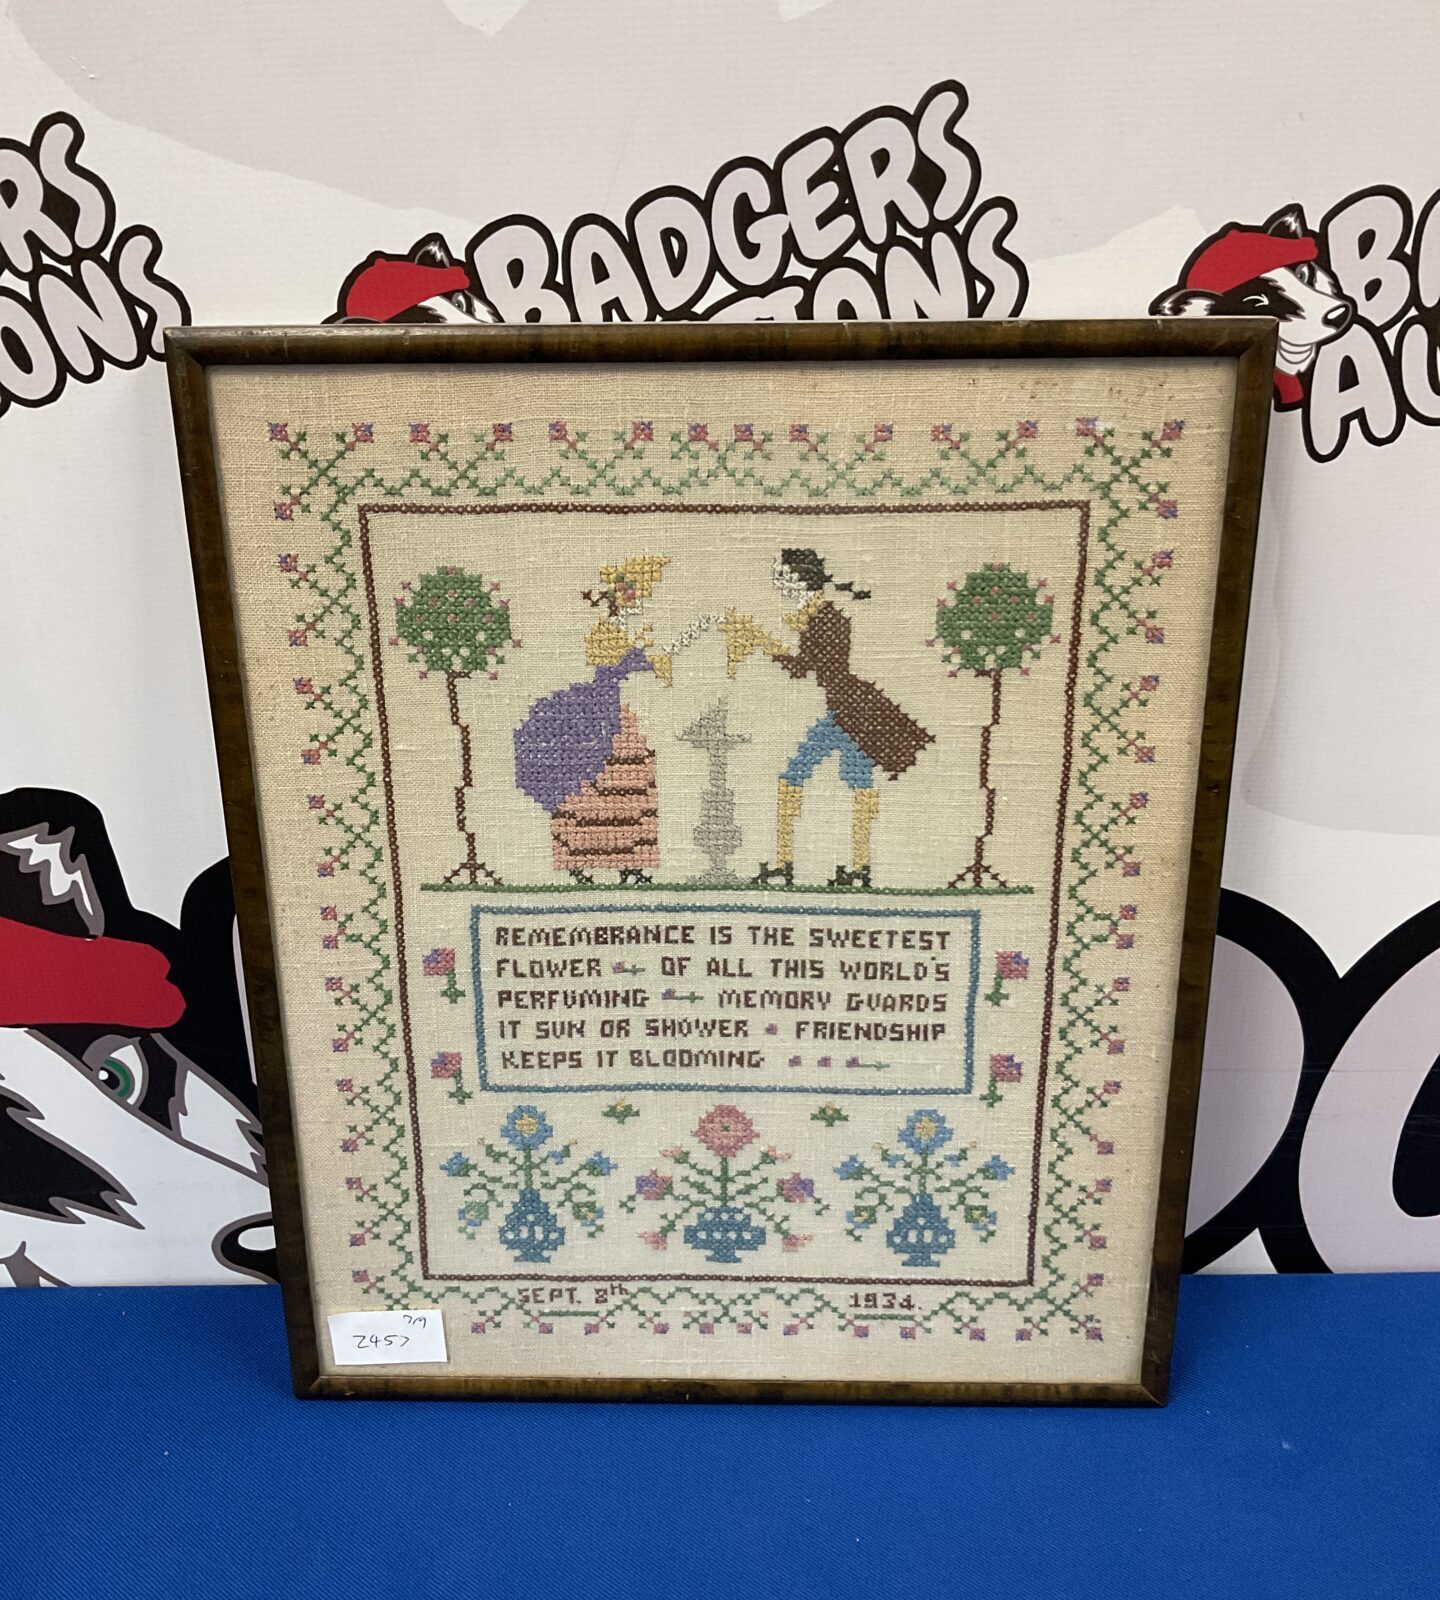 BADGERS
REMEMBRANCE IS THE SWEETEST
FLOWER OF ALL THIS WORLD'S
PERFUMING MEMORY GUARDS
IT SUN OR SHOWER FRIENDSHIP
KEEPS IT BLOOMING
SEPT. 8th 1934.